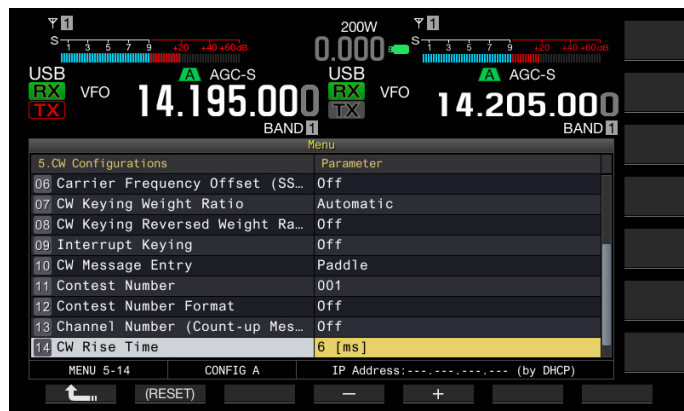 1 200W 1
S 1 3 5 7 9 +20 +40 +60dB 0.000 S 1 3 5 7 9 +20 +40 +60dB
USB A AGC-S USB A AGC-S
RX VFO 14.195.000 RX VFO 14.205.000
TX TX
BAND 1 BAND 1
Menu
5.CW Configurations Parameter
06 Carrier Frequency Offset (SS… Off
07 CW Keying Weight Ratio Automatic
08 CW Keying Reversed Weight Ra… Off
09 Interrupt Keying Off
10 CW Message Entry Paddle
11 Contest Number 001
12 Contest Number Format Off
13 Channel Number (Count-up Mes… Off
14 CW Rise Time 6 [ms]
MENU 5-14 CONFIG A IP Address:---.---.---.--- (by DHCP)
(RESET) − +